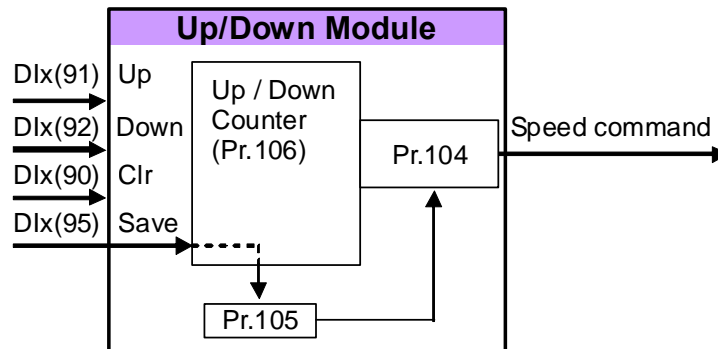 Up/Down Module
DIx(91) Up
DIx(92) Down
DIx(90) Clr
DIx(95) Save
Up / Down
Counter
(Pr.106)
Pr.104
Speed command
Pr.105